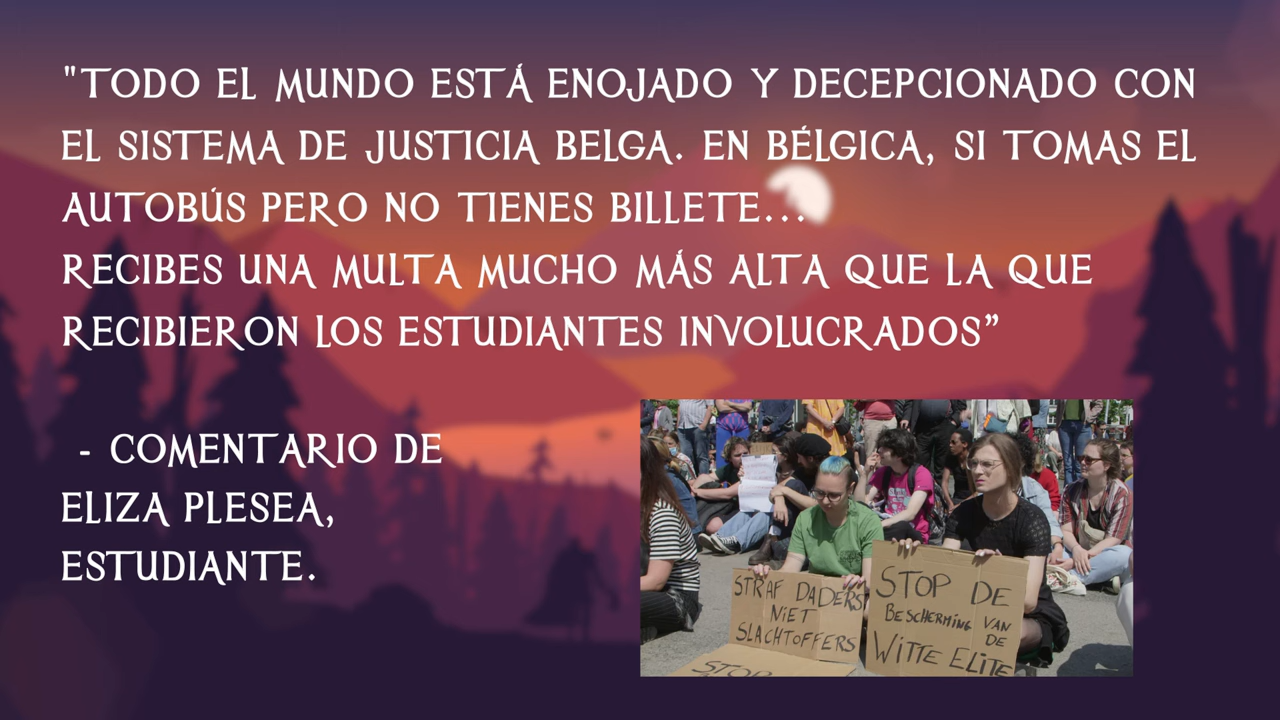 "TODO EL MUNDO ESTÁ ENOJADO Y DECEPCIONADO CON
EL SISTEMA DE JUSTICIA BELGA. EN BÉLGICA, SI TOMAS EL
AUTOBÚS PERO NO TIENES BILLETE...
RECIBES UNA MULTA MUCHO MÁS ALTA QUE LA QUE
RECIBIERON LOS ESTUDIANTES INVOLUCRADOS”
- COMENTARIO DE
ELIZA PLESEA,
ESTUDIANTE.
STRAF DADERS
NIET
SLACHTOFFERS
STOP
STOP DE
BESCHERMING VAN
DE
WITTE ELITE